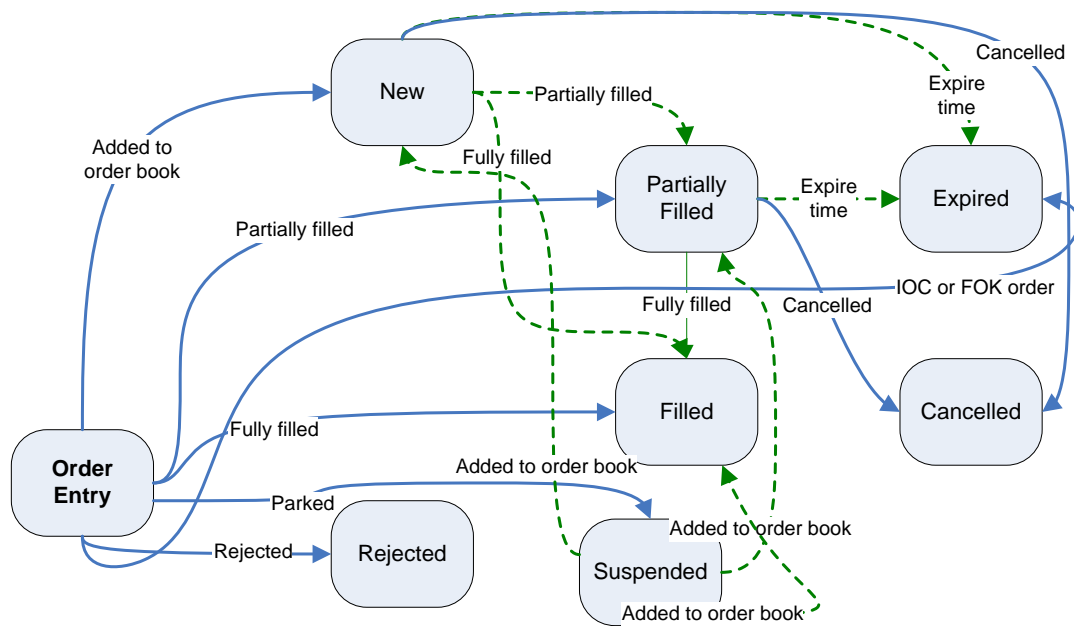 Cancelled
New
Expire
time
Partially filled
Added to
order book
Fully filled
Partially
Filled
Expire
time
Expired
Partially filled
IOC or FOK order
Fully filled
Cancelled
Filled
Cancelled
Fully filled
Order
Entry
Added to order book
Parked
Added to order book
Rejected
Rejected
Suspended
Added to order book